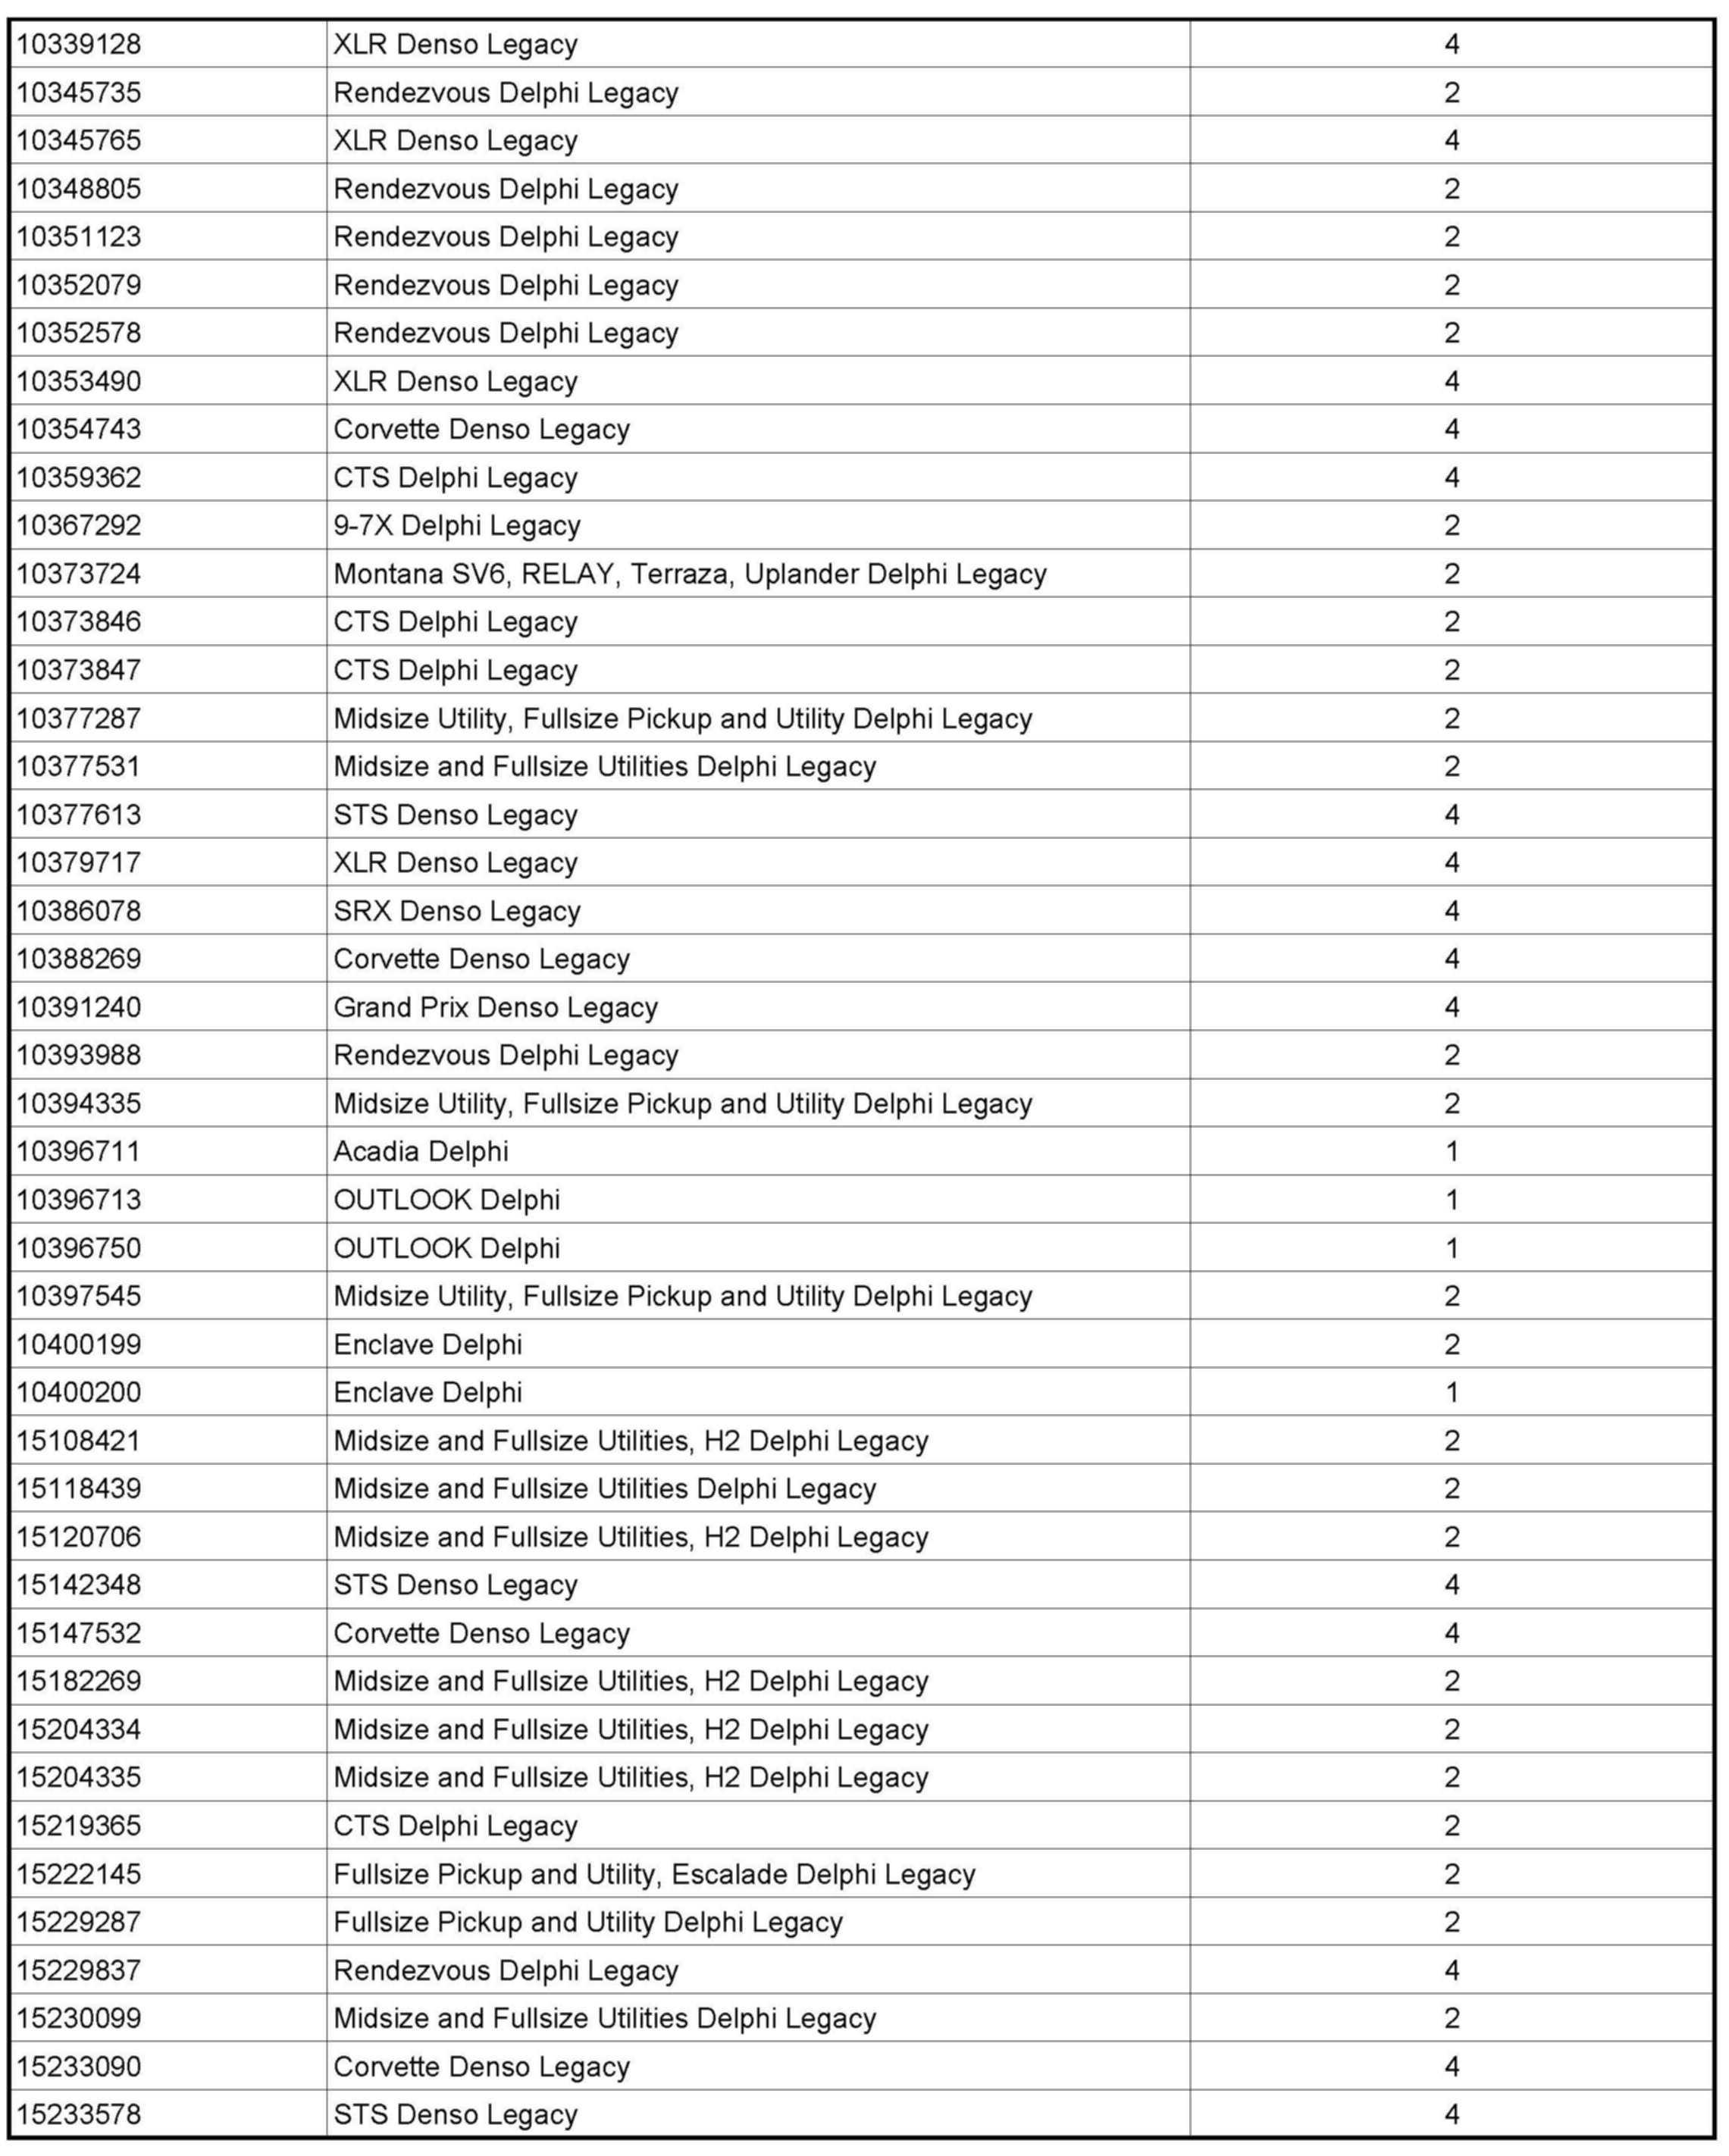 10339128 XLR Denso Legacy 4
10345735 Rendezvous Delphi Legacy 2
10345765 XLR Denso Legacy 4
10348805 Rendezvous Delphi Legacy 2
10351123 Rendezvous Delphi Legacy 2
10352079 Rendezvous Delphi Legacy 2
10352578 Rendezvous Delphi Legacy 2
10353490 XLR Denso Legacy 4
10354743 Corvette Denso Legacy 4
10359362 CTS Delphi Legacy 4
10367292 9-7X Delphi Legacy 2
10373724 Montana SV6, RELAY, Terraza, Uplander Delphi Legacy 2
10373846 CTS Delphi Legacy 2
10373847 CTS Delphi Legacy 2
10377287 Midsize Utility, Fullsize Pickup and Utility Delphi Legacy 2
10377531 Midsize and Fullsize Utilities Delphi Legacy 2
10377613 STS Denso Legacy 4
10379717 XLR Denso Legacy 4
10386078 SRX Denso Legacy 4
10388269 Corvette Denso Legacy 4
10391240 Grand Prix Denso Legacy 4
10393988 Rendezvous Delphi Legacy 2
10394335 Midsize Utility, Fullsize Pickup and Utility Delphi Legacy 2
10396711 Acadia Delphi 1
10396713 OUTLOOK Delphi 1
10396750 OUTLOOK Delphi 1
10397545 Midsize Utility, Fullsize Pickup and Utility Delphi Legacy 2
10400199 Enclave Delphi 2
10400200 Enclave Delphi 1
15108421 Midsize and Fullsize Utilities, H2 Delphi Legacy 2
15118439 Midsize and Fullsize Utilities Delphi Legacy 2
15120706 Midsize and Fullsize Utilities, H2 Delphi Legacy 2
15142348 STS Denso Legacy 4
15147532 Corvette Denso Legacy 4
15182269 Midsize and Fullsize Utilities, H2 Delphi Legacy 2
15204334 Midsize and Fullsize Utilities, H2 Delphi Legacy 2
15204335 Midsize and Fullsize Utilities, H2 Delphi Legacy 2
15219365 CTS Delphi Legacy 2
15222145 Fullsize Pickup and Utility, Escalade Delphi Legacy 2
15229287 Fullsize Pickup and Utility Delphi Legacy 2
15229837 Rendezvous Delphi Legacy 4
15230099 Midsize and Fullsize Utilities Delphi Legacy 2
15233090 Corvette Denso Legacy 4
15233578 STS Denso Legacy 4